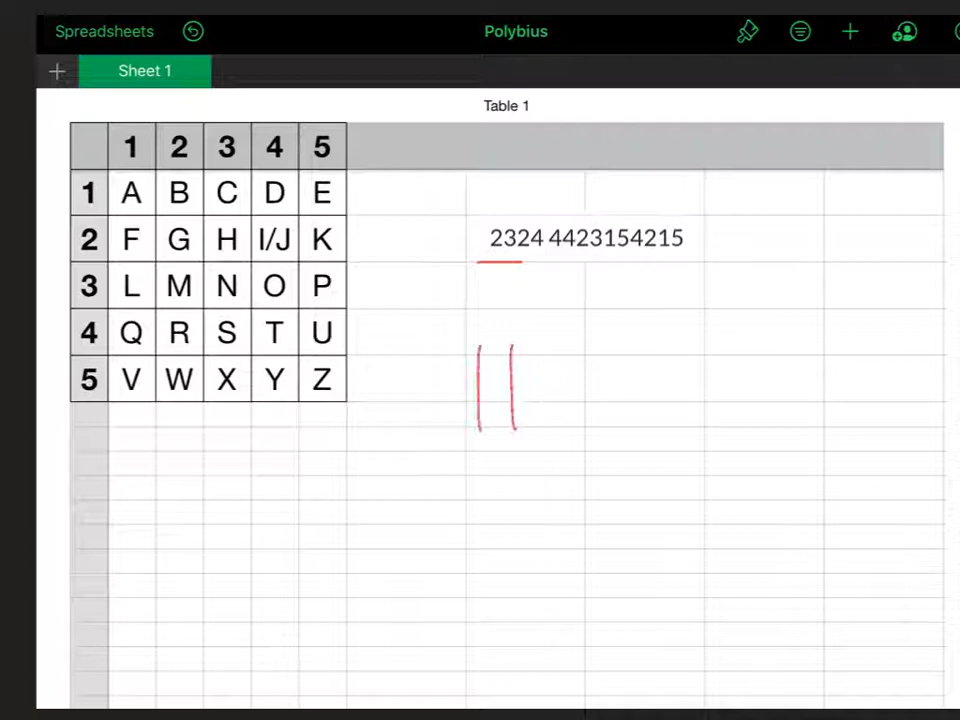 Spreadsheets Polybius
Sheet 1
Table 1
1 2 3 4 5
1 A B C D E
2 F G H I/J K
3 L M N O P
4 Q R S T U
5 V W X Y Z
2324 4423154215